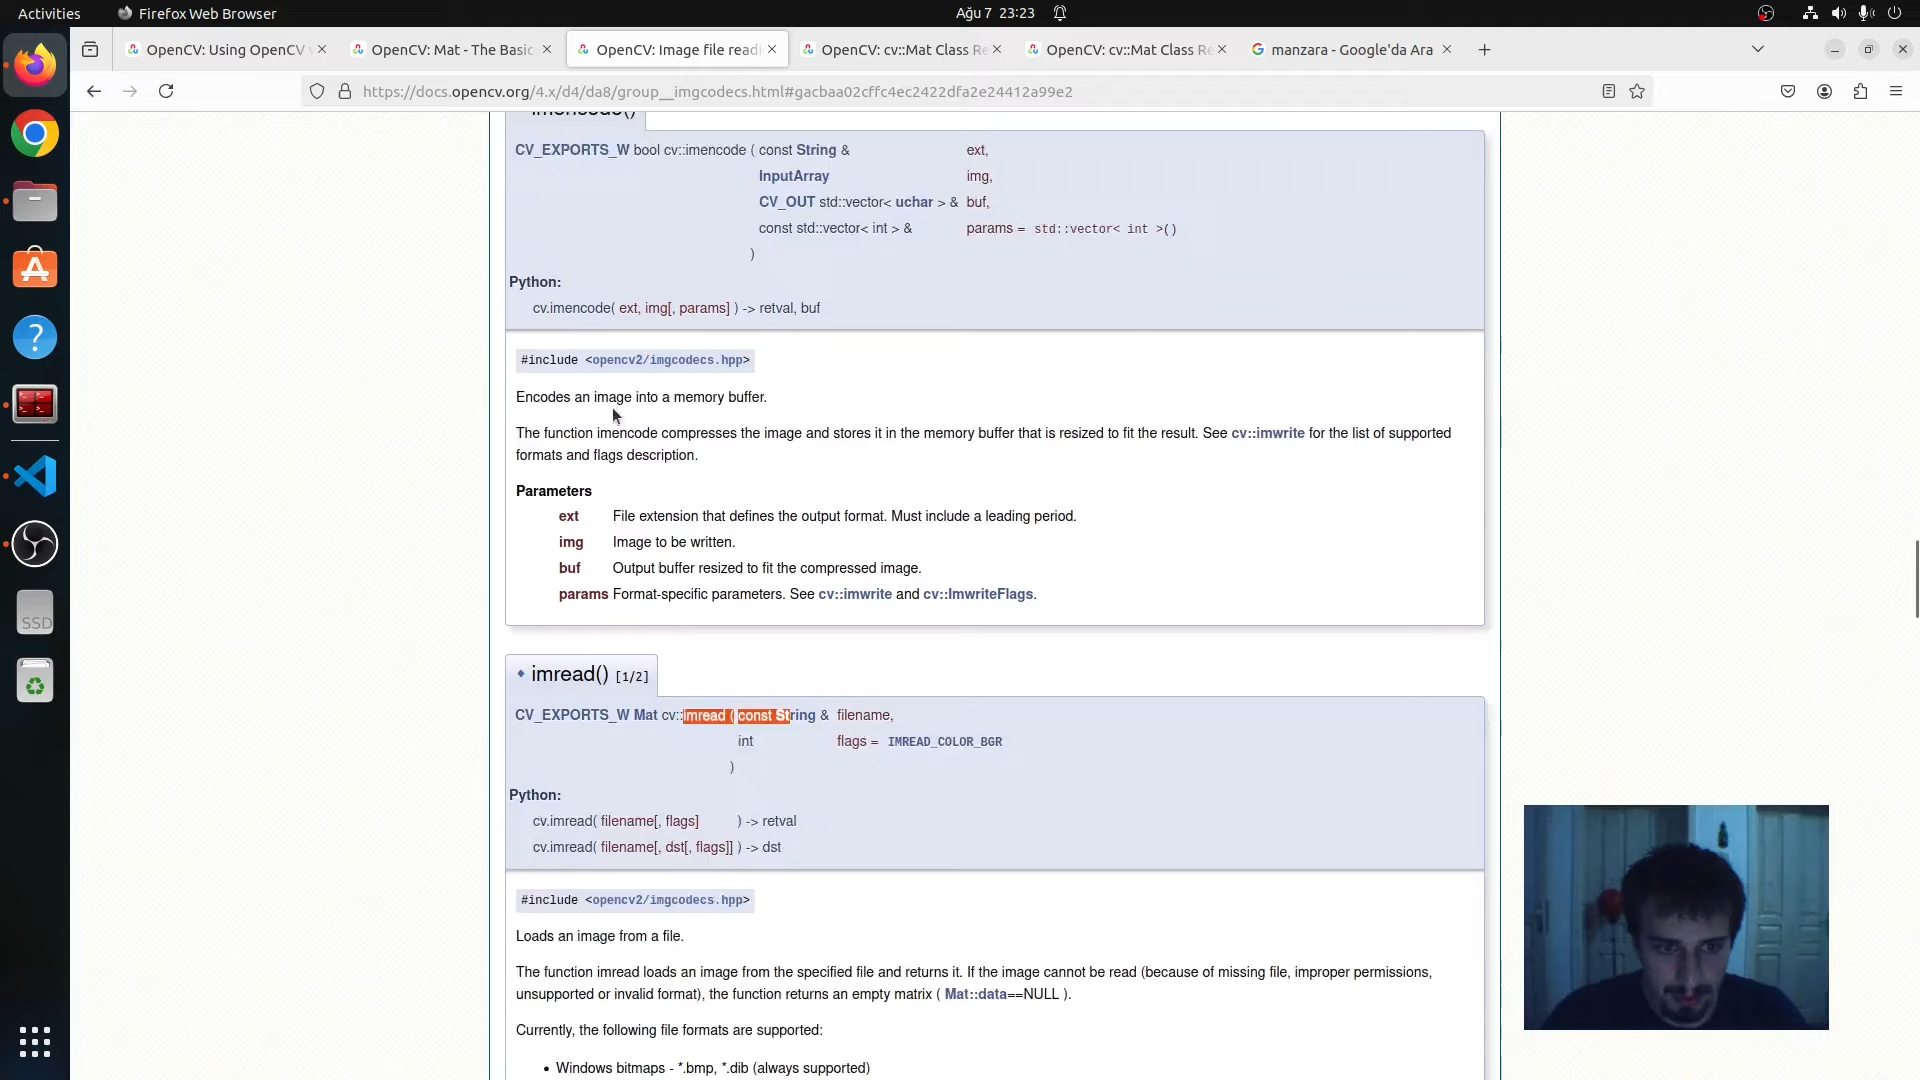 Activities
Firefox Web Browser
Ağu 7 23:23
OpenCV: Using OpenCV
OpenCV: Mat - The Basic
OpenCV: Image file readi
OpenCV: cv::Mat Class Re
OpenCV: cv::Mat Class Re
manzara - Google'da Ara
https://docs.opencv.org/4.x/d4/da8/group__imgcodecs.html#gacbaa02cffc4ec2422dfa2e24412a99e2
imencode()
CV_EXPORTS_W bool cv::imencode ( const String & ext,
InputArray img,
CV_OUT std::vector< uchar > & buf,
const std::vector< int > & params = std::vector< int >()
)
Python:
cv.imencode( ext, img[, params] ) -> retval, buf
#include <opencv2/imgcodecs.hpp>
Encodes an image into a memory buffer.
The function imencode compresses the image and stores it in the memory buffer that is resized to fit the result. See cv::imwrite for the list of supported
formats and flags description.
Parameters
ext File extension that defines the output format. Must include a leading period.
img Image to be written.
buf Output buffer resized to fit the compressed image.
params Format-specific parameters. See cv::imwrite and cv::ImwriteFlags.
imread() [1/2]
CV_EXPORTS_W Mat cv::imread ( const String & filename,
int flags = IMREAD_COLOR_BGR
)
Python:
cv.imread( filename[, flags] ) -> retval
cv.imread( filename[, dst[, flags]] ) -> dst
#include <opencv2/imgcodecs.hpp>
Loads an image from a file.
The function imread loads an image from the specified file and returns it. If the image cannot be read (because of missing file, improper permissions,
unsupported or invalid format), the function returns an empty matrix ( Mat::data==NULL ).
Currently, the following file formats are supported:
• Windows bitmaps - *.bmp, *.dib (always supported)
SSD